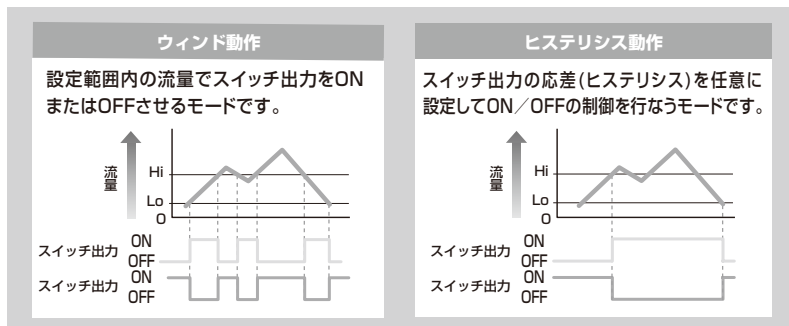 ウィンド動作
設定範囲内の流量でスイッチ出力をON
またはOFFさせるモードです。
流量
Hi
Lo
0
スイッチ出力 ON
OFF
スイッチ出力 ON
OFF
ヒステリシス動作
スイッチ出力の応差(ヒステリシス)を任意に
設定してON／OFFの制御を行なうモードです。
流量
Hi
Lo
0
スイッチ出力 ON
OFF
スイッチ出力 ON
OFF